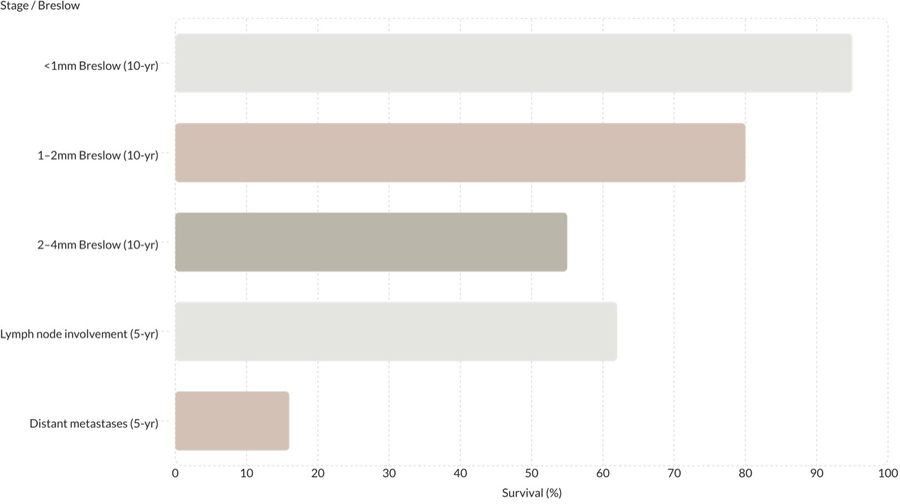 Stage / Breslow
<1mm Breslow (10-yr)
1–2mm Breslow (10-yr)
2–4mm Breslow (10-yr)
Lymph node involvement (5-yr)
Distant metastases (5-yr)
0 10 20 30 40 50 60 70 80 90 100
Survival (%)